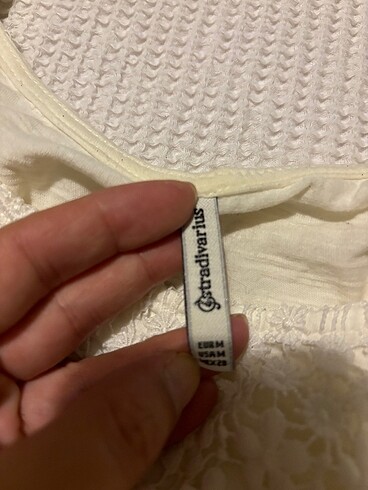 Stradivarius
EUR M
USA M
MEX 28